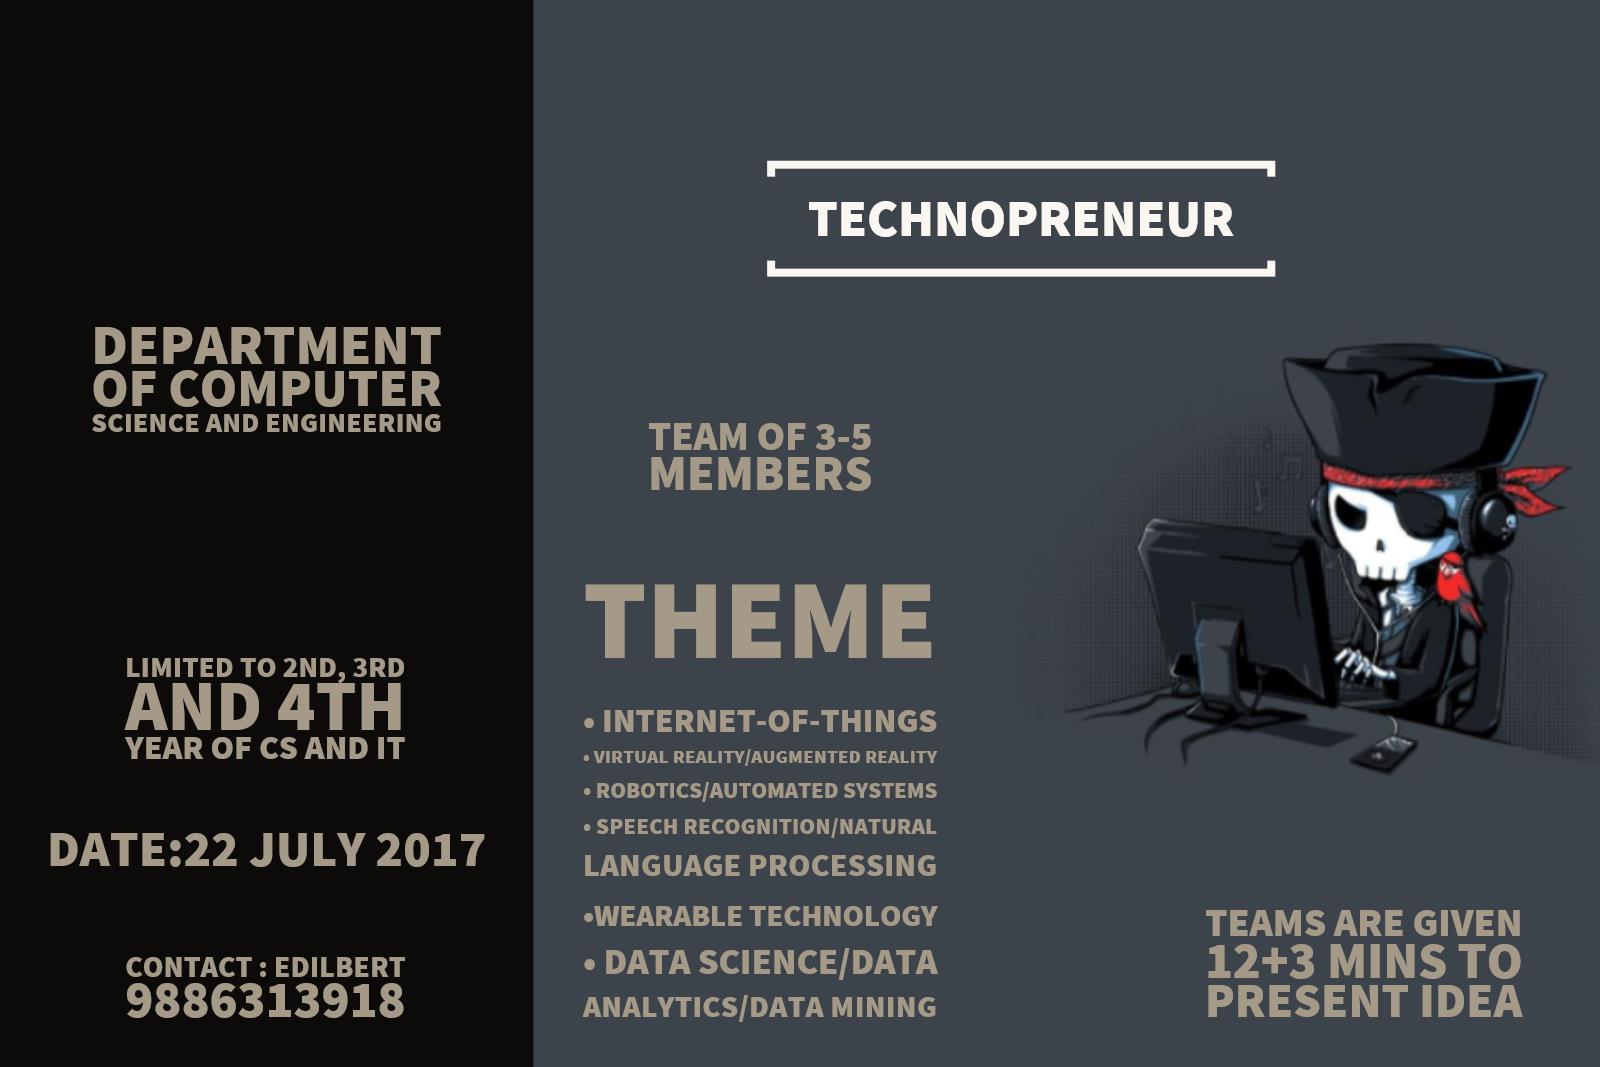 DEPARTMENT
OF COMPUTER
SCIENCE AND ENGINEERING
LIMITED TO 2ND, 3RD
AND 4TH
YEAR OF CS AND IT
DATE:22 JULY 2017
CONTACT : EDILBERT
9886313918
TECHNOPRENEUR
TEAM OF 3-5
MEMBERS
THEME
• INTERNET-OF-THINGS
• VIRTUAL REALITY/AUGMENTED REALITY
• ROBOTICS/AUTOMATED SYSTEMS
• SPEECH RECOGNITION/NATURAL
LANGUAGE PROCESSING
•WEARABLE TECHNOLOGY
• DATA SCIENCE/DATA
ANALYTICS/DATA MINING
TEAMS ARE GIVEN
12+3 MINS TO
PRESENT IDEA